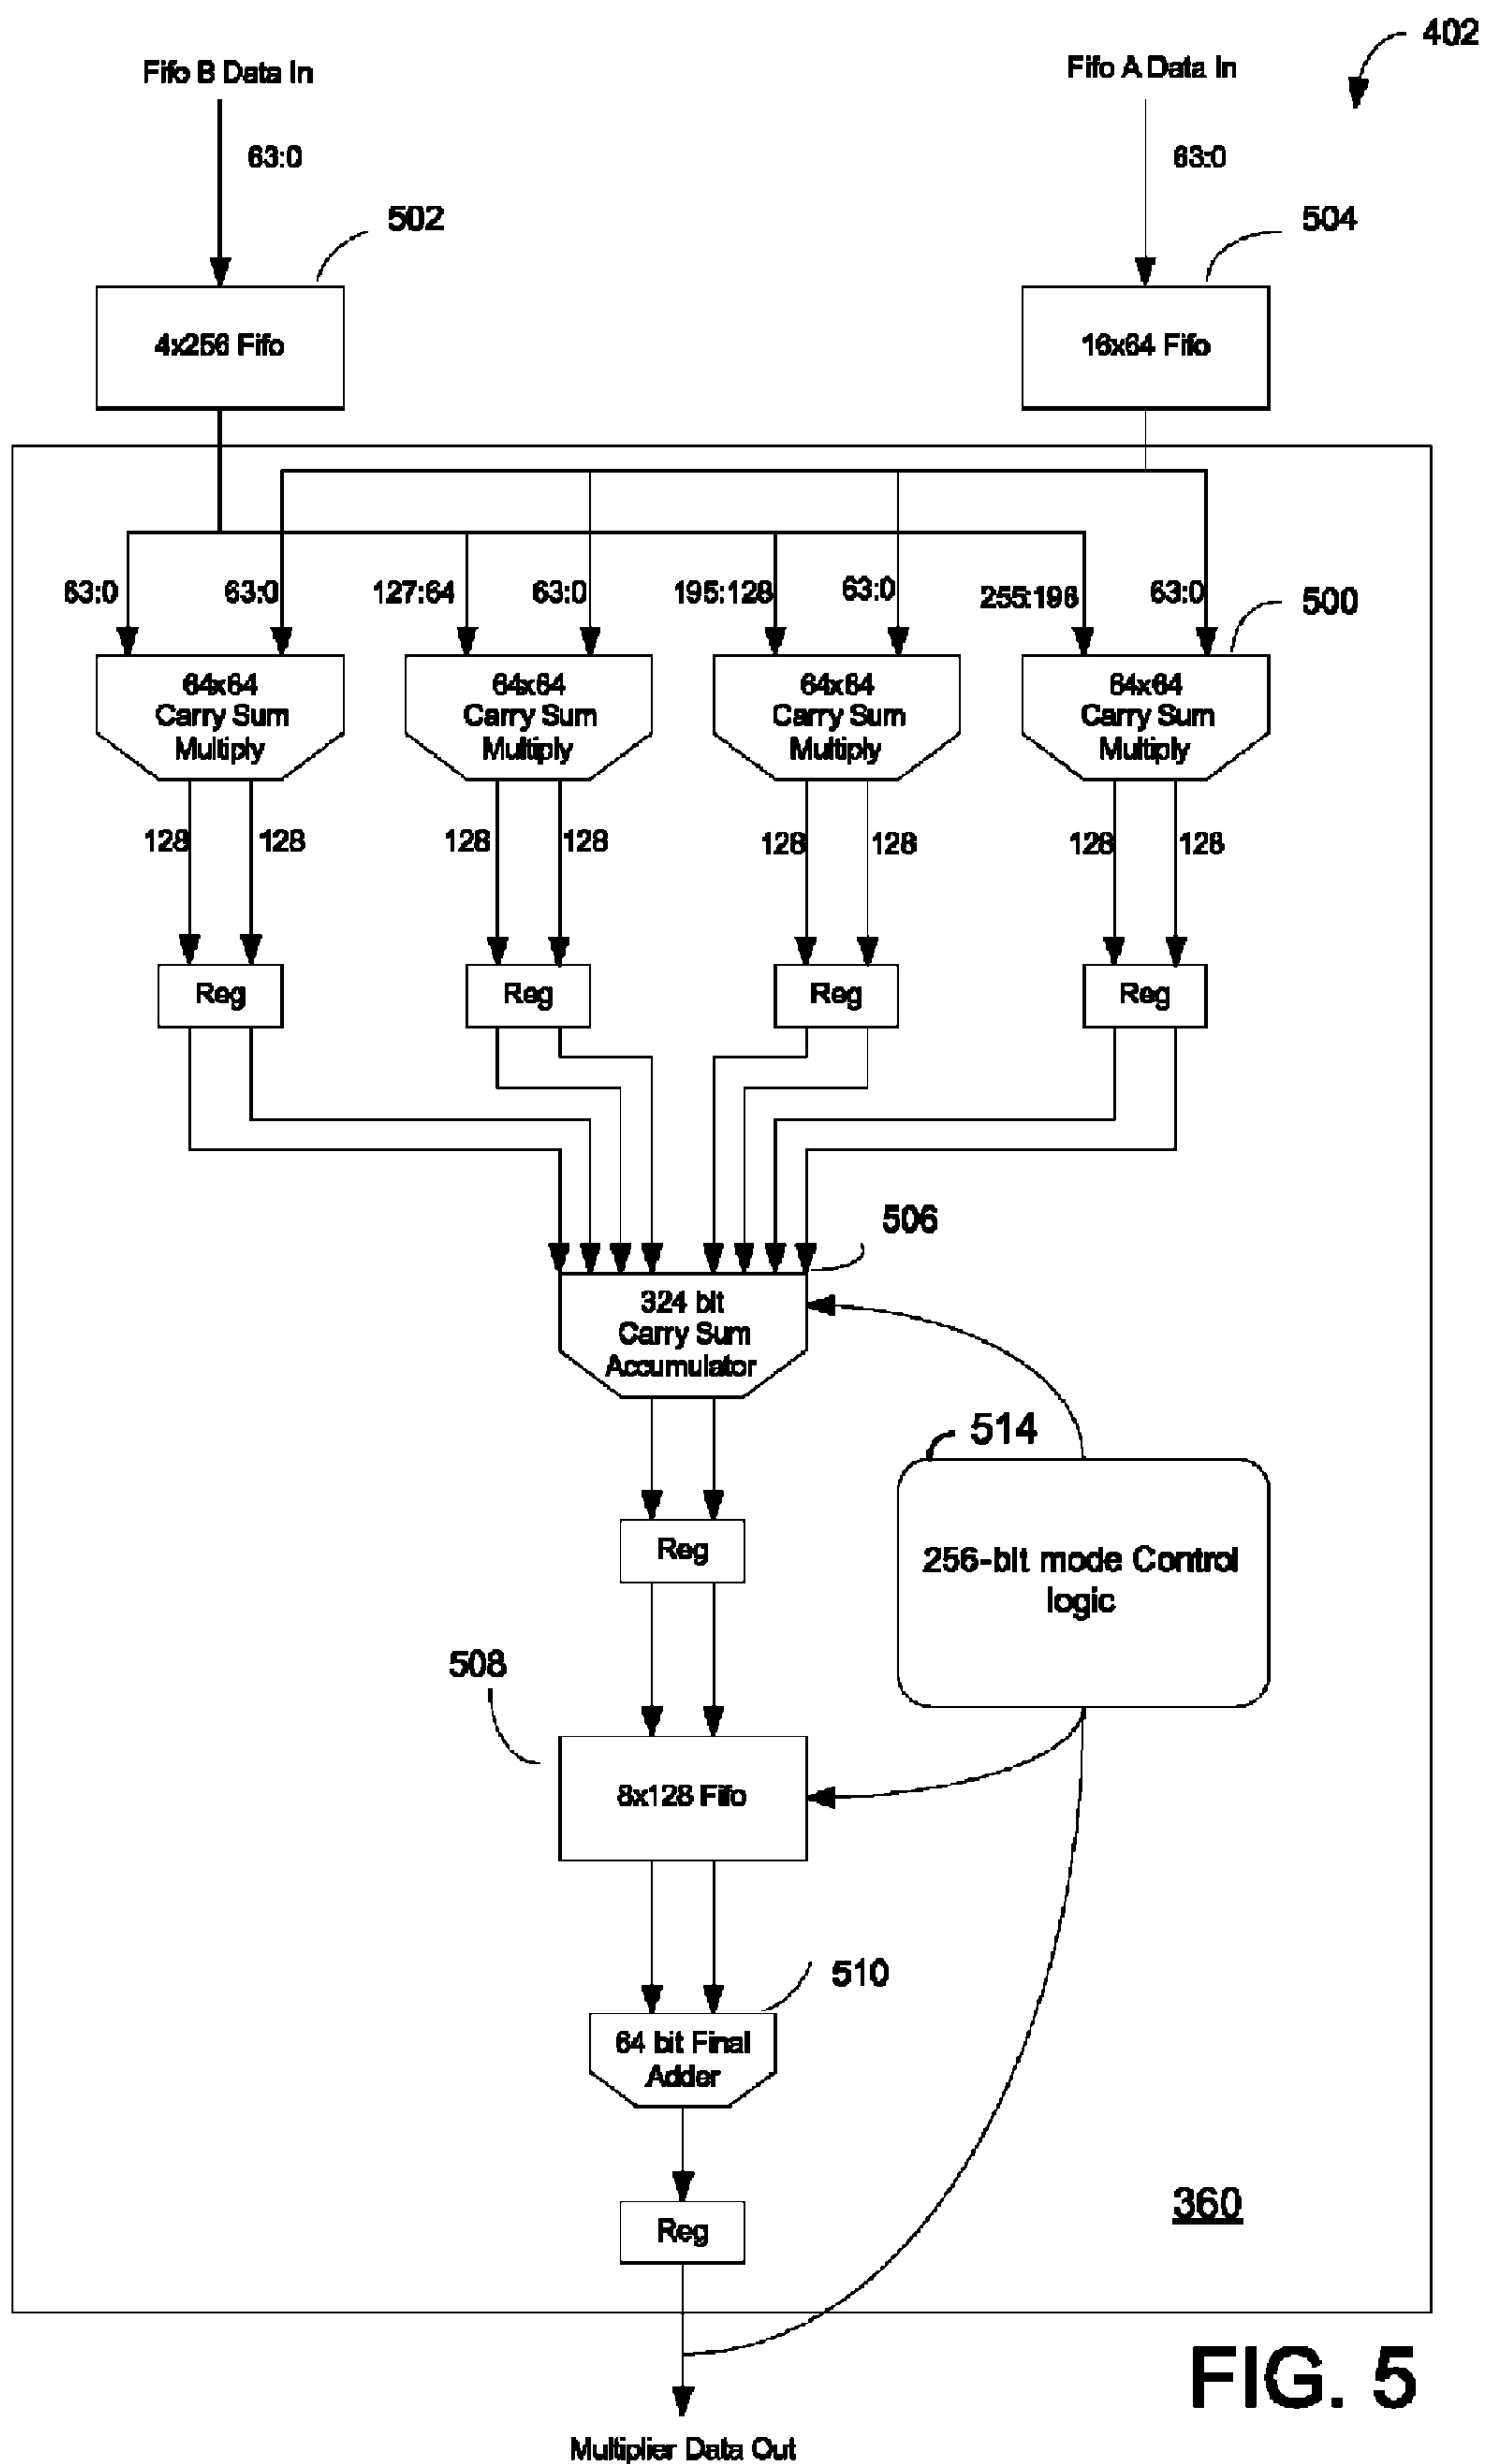 402
Fifo B Data In
Fifo A Data In
63:0
63:0
502
504
4x256 Fifo
16x64 Fifo
63:0
63:0
127:64
63:0
195:128
63:0
255:196
63:0
500
64x64
Carry Sum
Multiply
64x64
Carry Sum
Multiply
64x64
Carry Sum
Multiply
64x64
Carry Sum
Multiply
128
128
128
128
128
128
128
128
Reg
Reg
Reg
Reg
506
324 bit
Carry Sum
Accumulator
514
Reg
256-bit mode Control
logic
508
8x128 Fifo
510
64 bit Final
Adder
360
Reg
FIG. 5
Multiplier Data Out